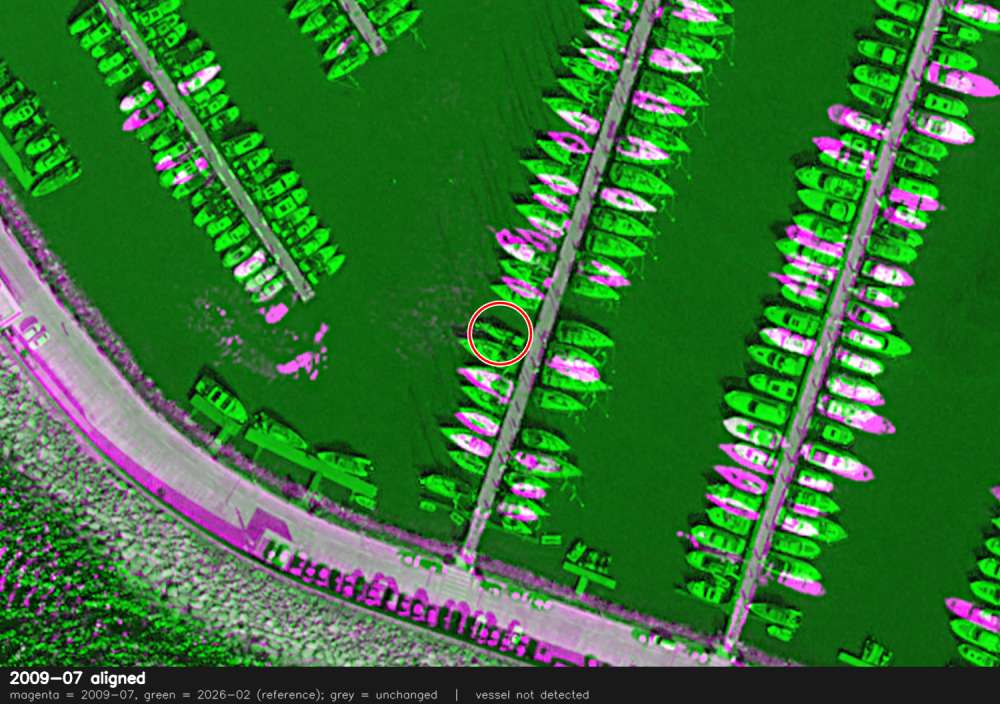 2009-07 aligned
magenta = 2009-07, green = 2026-02 (reference); grey = unchanged | vessel not detected